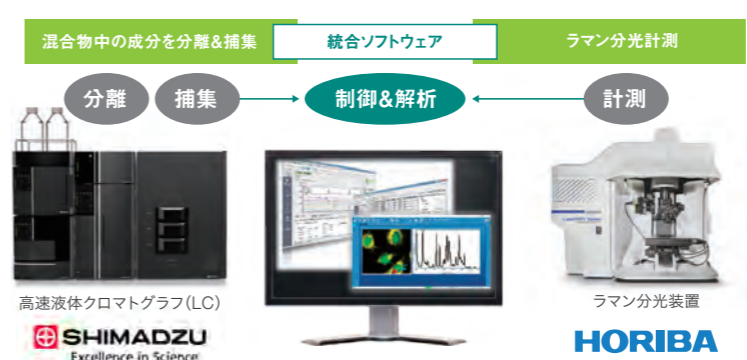 混合物中の成分を分離&捕集
統合ソフトウェア
ラマン分光計測
分離
捕集
制御&解析
計測
高速液体クロマトグラフ(LC)
ラマン分光装置
SHIMADZU
Excellence in Science
HORIBA